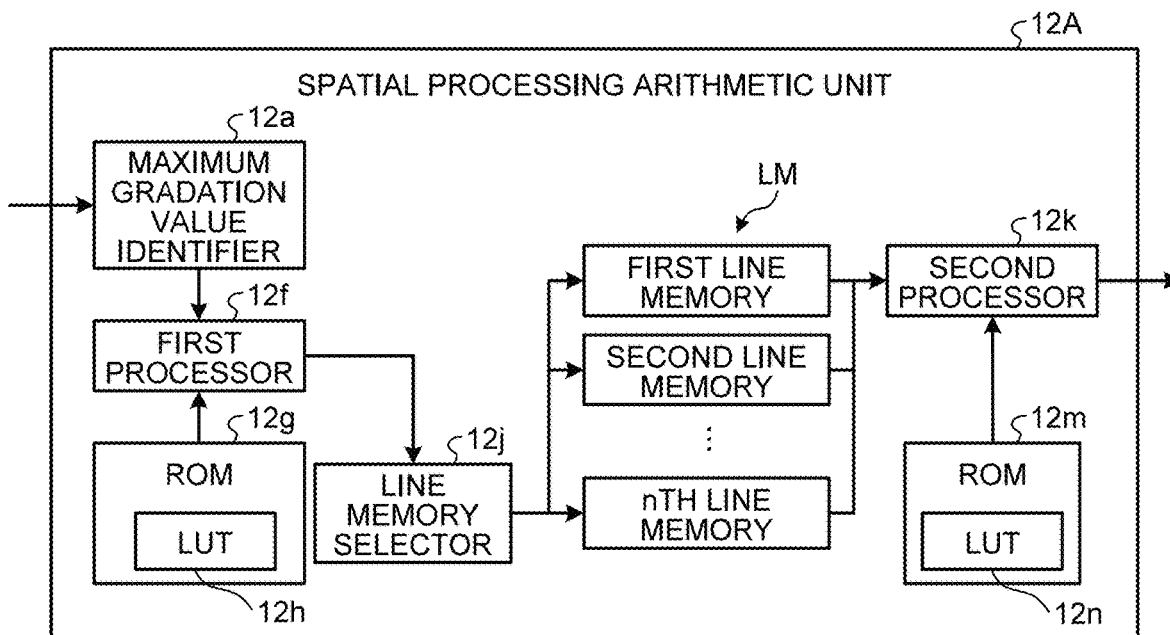 12A
SPATIAL PROCESSING ARITHMETIC UNIT
12a
MAXIMUM
GRADATION
VALUE
IDENTIFIER
12f
FIRST
PROCESSOR
12g
ROM
LUT
12h
12j
LINE
MEMORY
SELECTOR
LM
FIRST LINE
MEMORY
SECOND LINE
MEMORY
⋮
nTH LINE
MEMORY
12k
SECOND
PROCESSOR
12m
ROM
LUT
12n